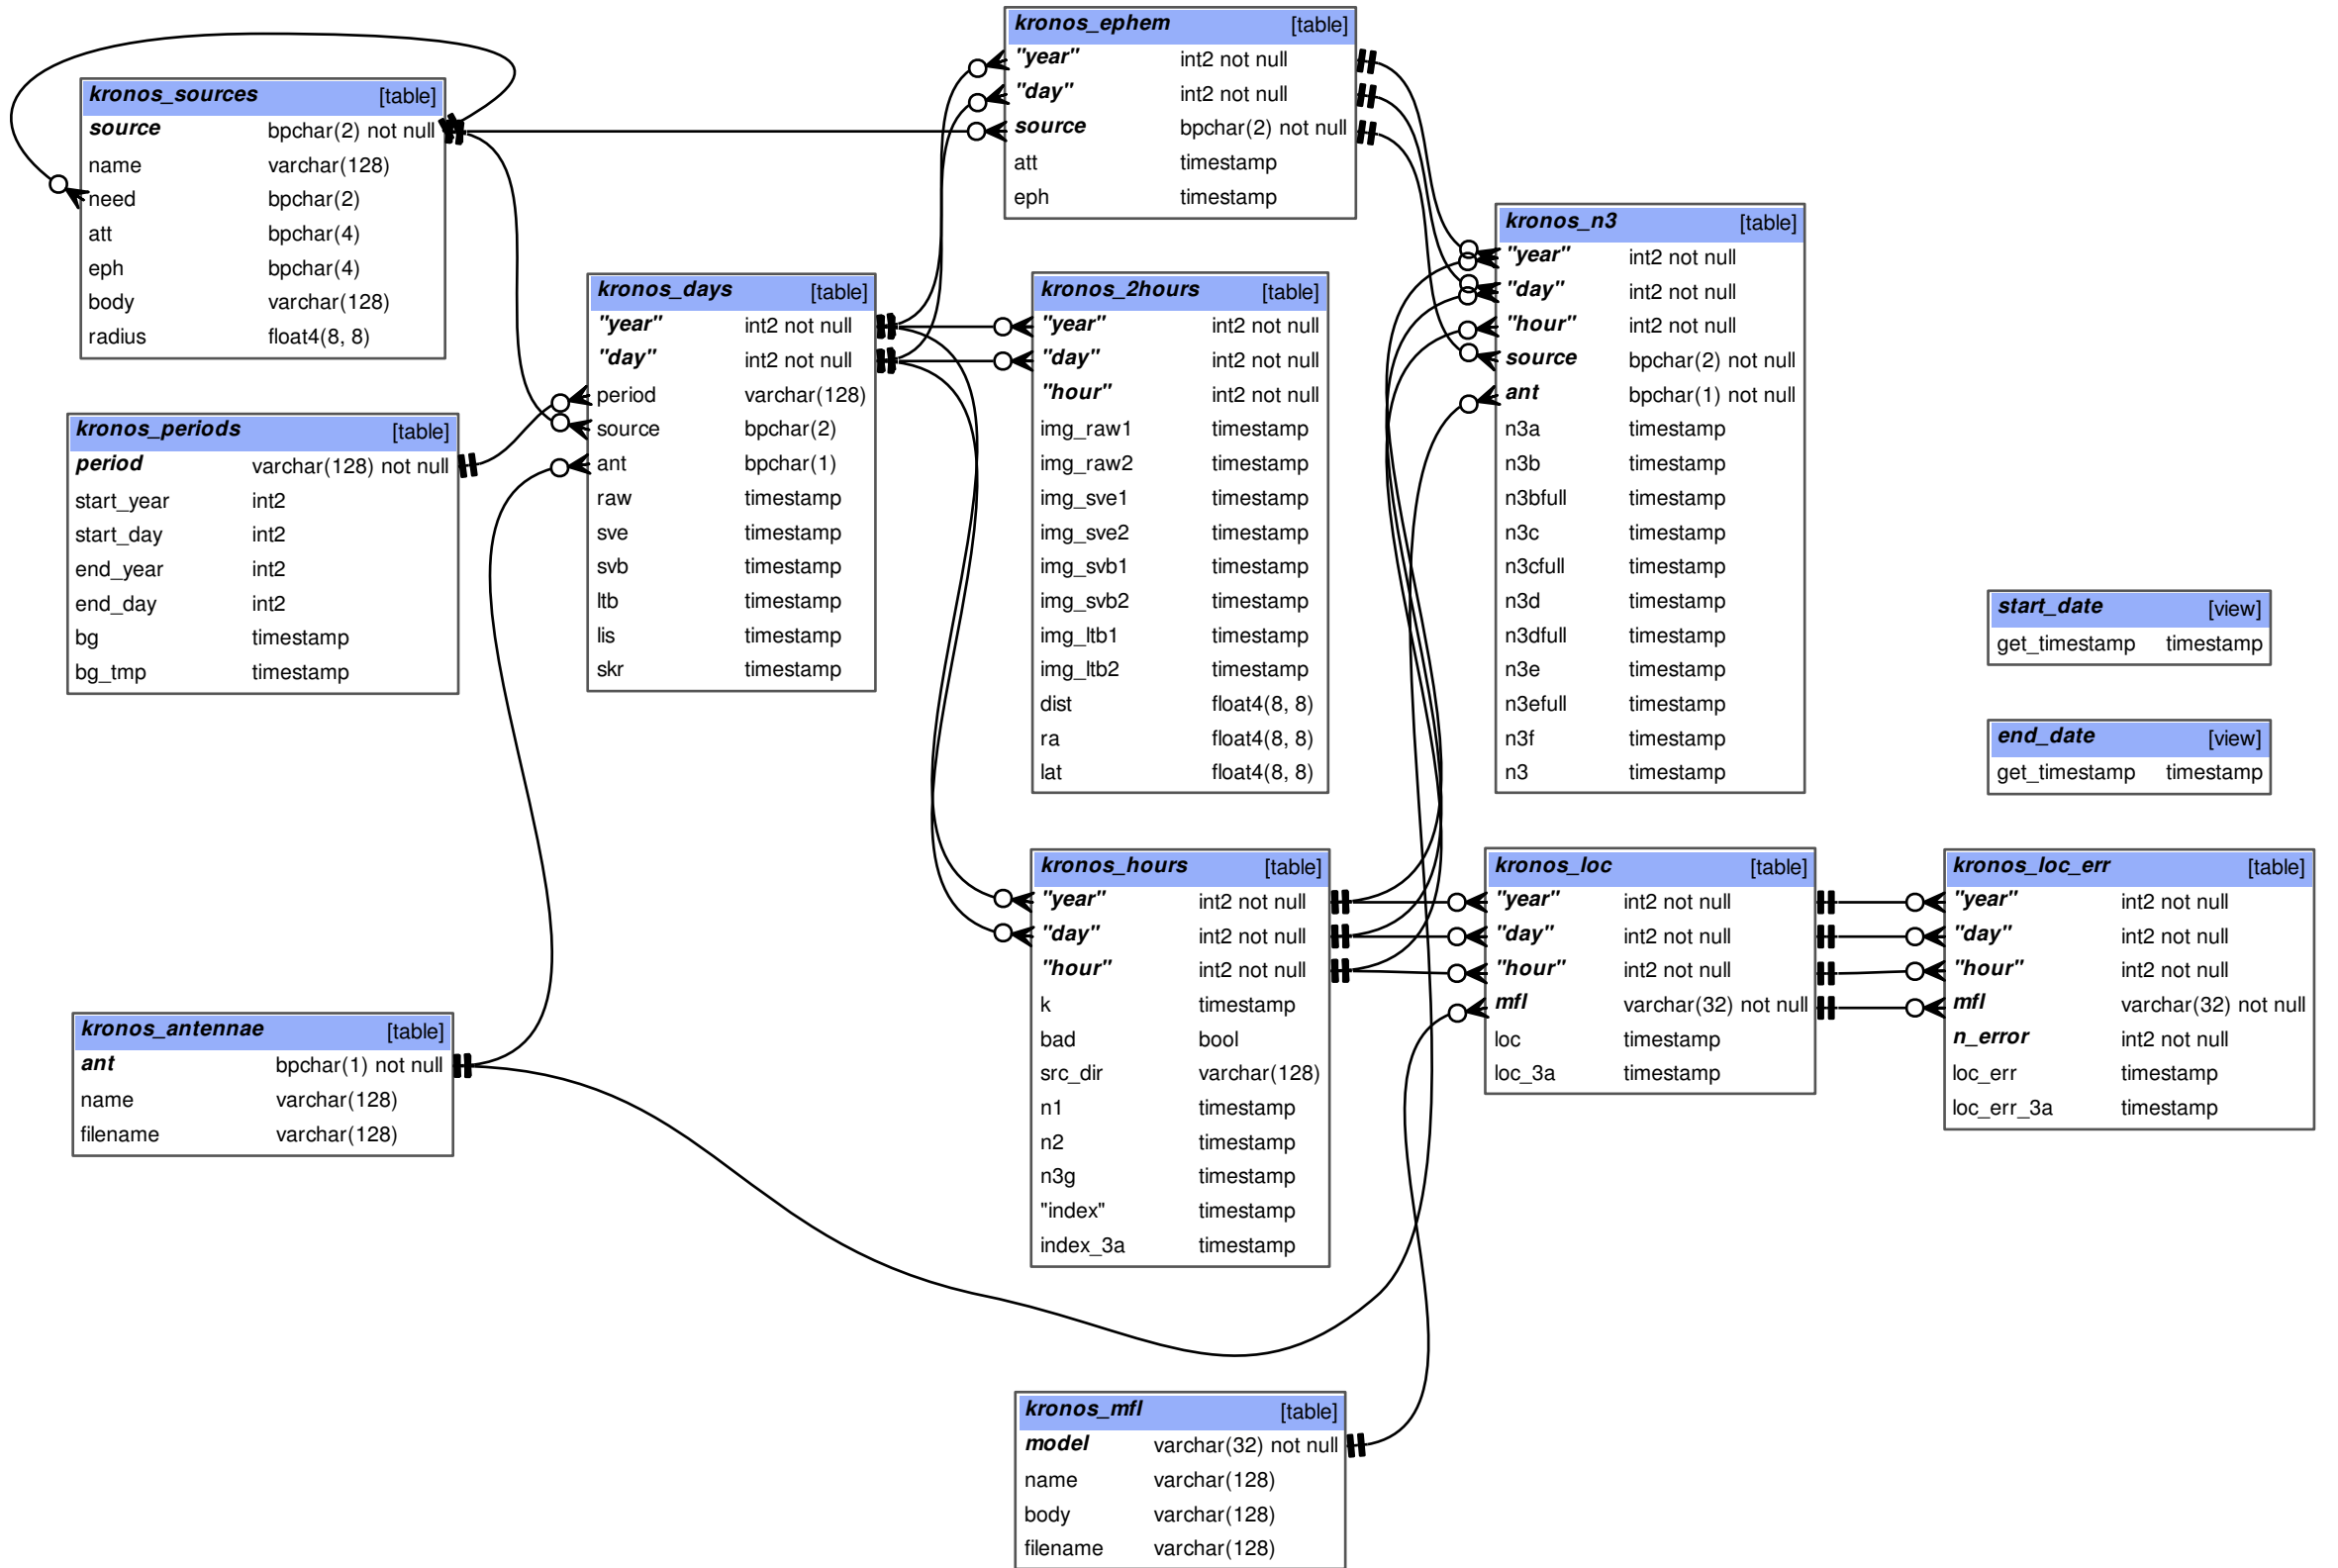 kronos_ephem [table]
"year" int2 not null
"day" int2 not null
source bpchar(2) not null
att timestamp
eph timestamp
kronos_sources [table]
source bpchar(2) not null
name varchar(128)
need bpchar(2)
att bpchar(4)
eph bpchar(4)
body varchar(128)
radius float4(8, 8)
kronos_n3 [table]
"year" int2 not null
"day" int2 not null
"hour" int2 not null
source bpchar(2) not null
ant bpchar(1) not null
n3a timestamp
n3b timestamp
n3bfull timestamp
n3c timestamp
n3cfull timestamp
n3d timestamp
n3dfull timestamp
n3e timestamp
n3efull timestamp
n3f timestamp
n3 timestamp
kronos_days [table]
"year" int2 not null
"day" int2 not null
period varchar(128)
source bpchar(2)
ant bpchar(1)
raw timestamp
sve timestamp
svb timestamp
ltb timestamp
lis timestamp
skr timestamp
kronos_2hours [table]
"year" int2 not null
"day" int2 not null
"hour" int2 not null
img_raw1 timestamp
img_raw2 timestamp
img_sve1 timestamp
img_sve2 timestamp
img_svb1 timestamp
img_svb2 timestamp
img_ltb1 timestamp
img_ltb2 timestamp
dist float4(8, 8)
ra float4(8, 8)
lat float4(8, 8)
kronos_periods [table]
period varchar(128) not null
start_year int2
start_day int2
end_year int2
end_day int2
bg timestamp
bg_tmp timestamp
start_date [view]
get_timestamp timestamp
end_date [view]
get_timestamp timestamp
kronos_hours [table]
"year" int2 not null
"day" int2 not null
"hour" int2 not null
k timestamp
bad bool
src_dir varchar(128)
n1 timestamp
n2 timestamp
n3g timestamp
"index" timestamp
index_3a timestamp
kronos_loc [table]
"year" int2 not null
"day" int2 not null
"hour" int2 not null
mfl varchar(32) not null
loc timestamp
loc_3a timestamp
kronos_loc_err [table]
"year" int2 not null
"day" int2 not null
"hour" int2 not null
mfl varchar(32) not null
n_error int2 not null
loc_err timestamp
loc_err_3a timestamp
kronos_antennae [table]
ant bpchar(1) not null
name varchar(128)
filename varchar(128)
kronos_mfl [table]
model varchar(32) not null
name varchar(128)
body varchar(128)
filename varchar(128)